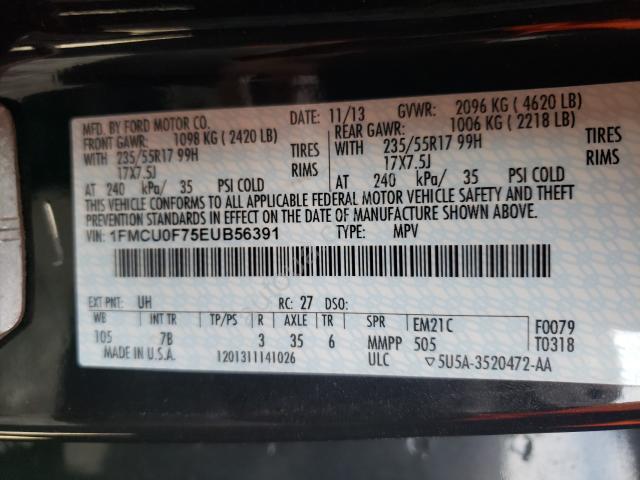 MFD. BY FORD MOTOR CO.
DATE: 11/13 GVWR: 2096 KG ( 4620 LB)
FRONT GAWR: 1098 KG ( 2420 LB)
REAR GAWR: 1006 KG ( 2218 LB)
WITH 235/55R17 99H TIRES
WITH 235/55R17 99H TIRES
17X7.5J RIMS
17X7.5J RIMS
AT 240 kPa/ 35 PSI COLD
AT 240 kPa/ 35 PSI COLD
THIS VEHICLE CONFORMS TO ALL APPLICABLE FEDERAL MOTOR VEHICLE SAFETY AND THEFT
PREVENTION STANDARDS IN EFFECT ON THE DATE OF MANUFACTURE SHOWN ABOVE.
VIN: 1FMCU0F75EUB56391 TYPE: MPV
EXT PNT: UH RC: 27 DSO:
WB INT TR TP/PS R AXLE TR SPR EM21C F0079
105 7B 3 35 6 MMPP 505 T0318
MADE IN U.S.A. 1201311141026 ULC ▽5U5A-3520472-AA